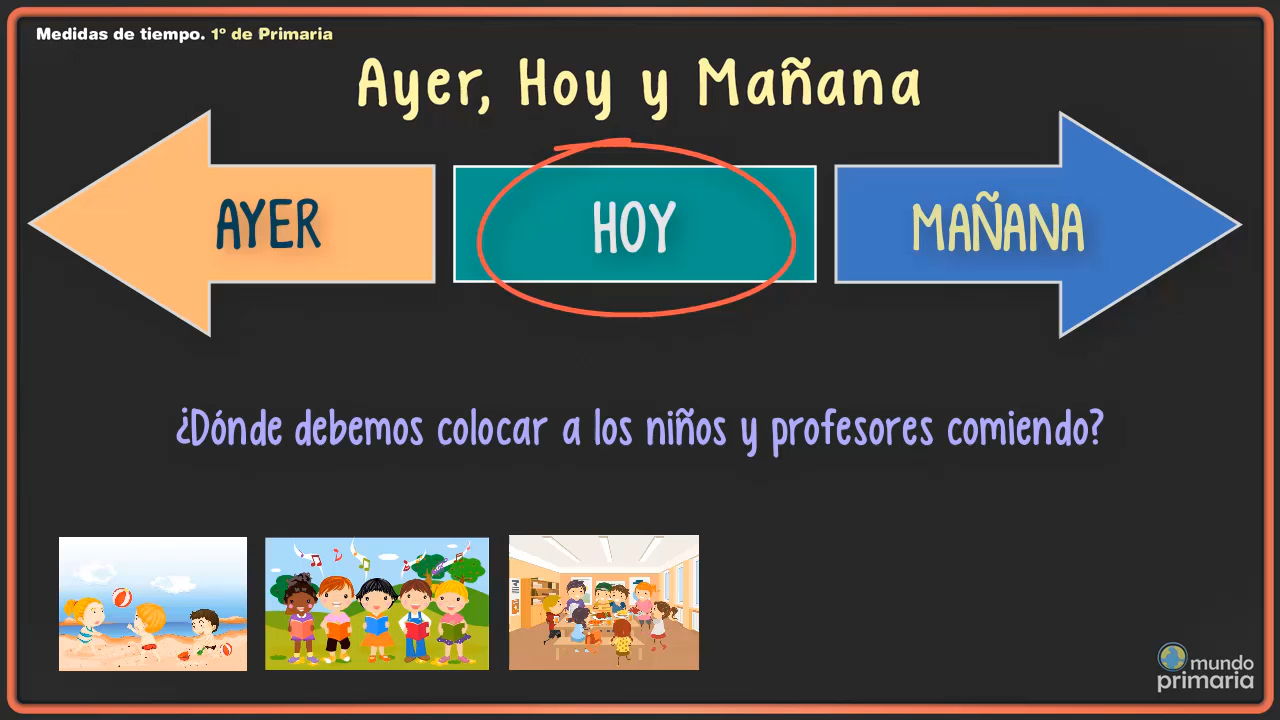 Medidas de tiempo. 1º de Primaria
Ayer, Hoy y Mañana
AYER
HOY
MAÑANA
¿Dónde debemos colocar a los niños y profesores comiendo?
mundo
primaria